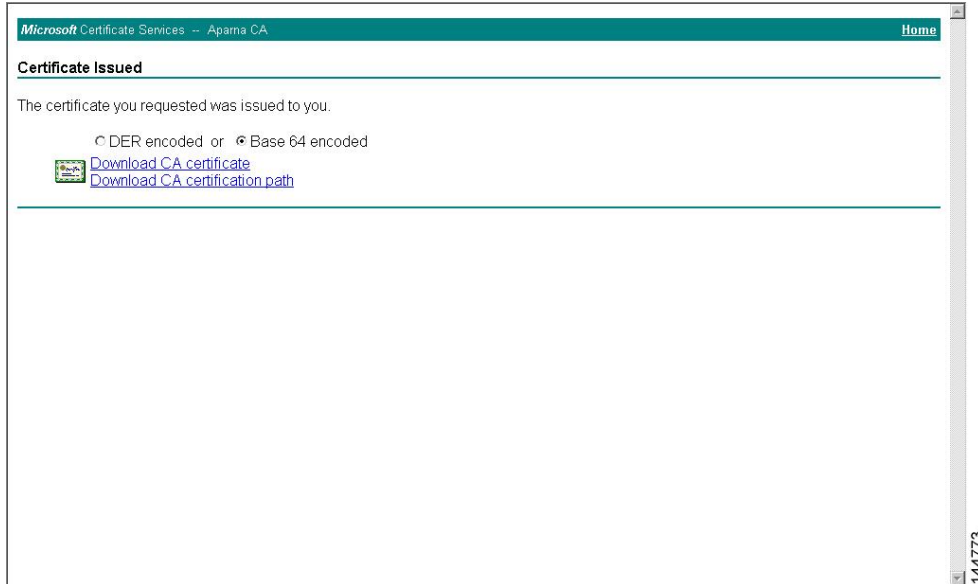 Microsoft Certificate Services -- Aparna CA Home
Certificate Issued
The certificate you requested was issued to you.
DER encoded or Base 64 encoded
Download CA certificate
Download CA certification path
144773